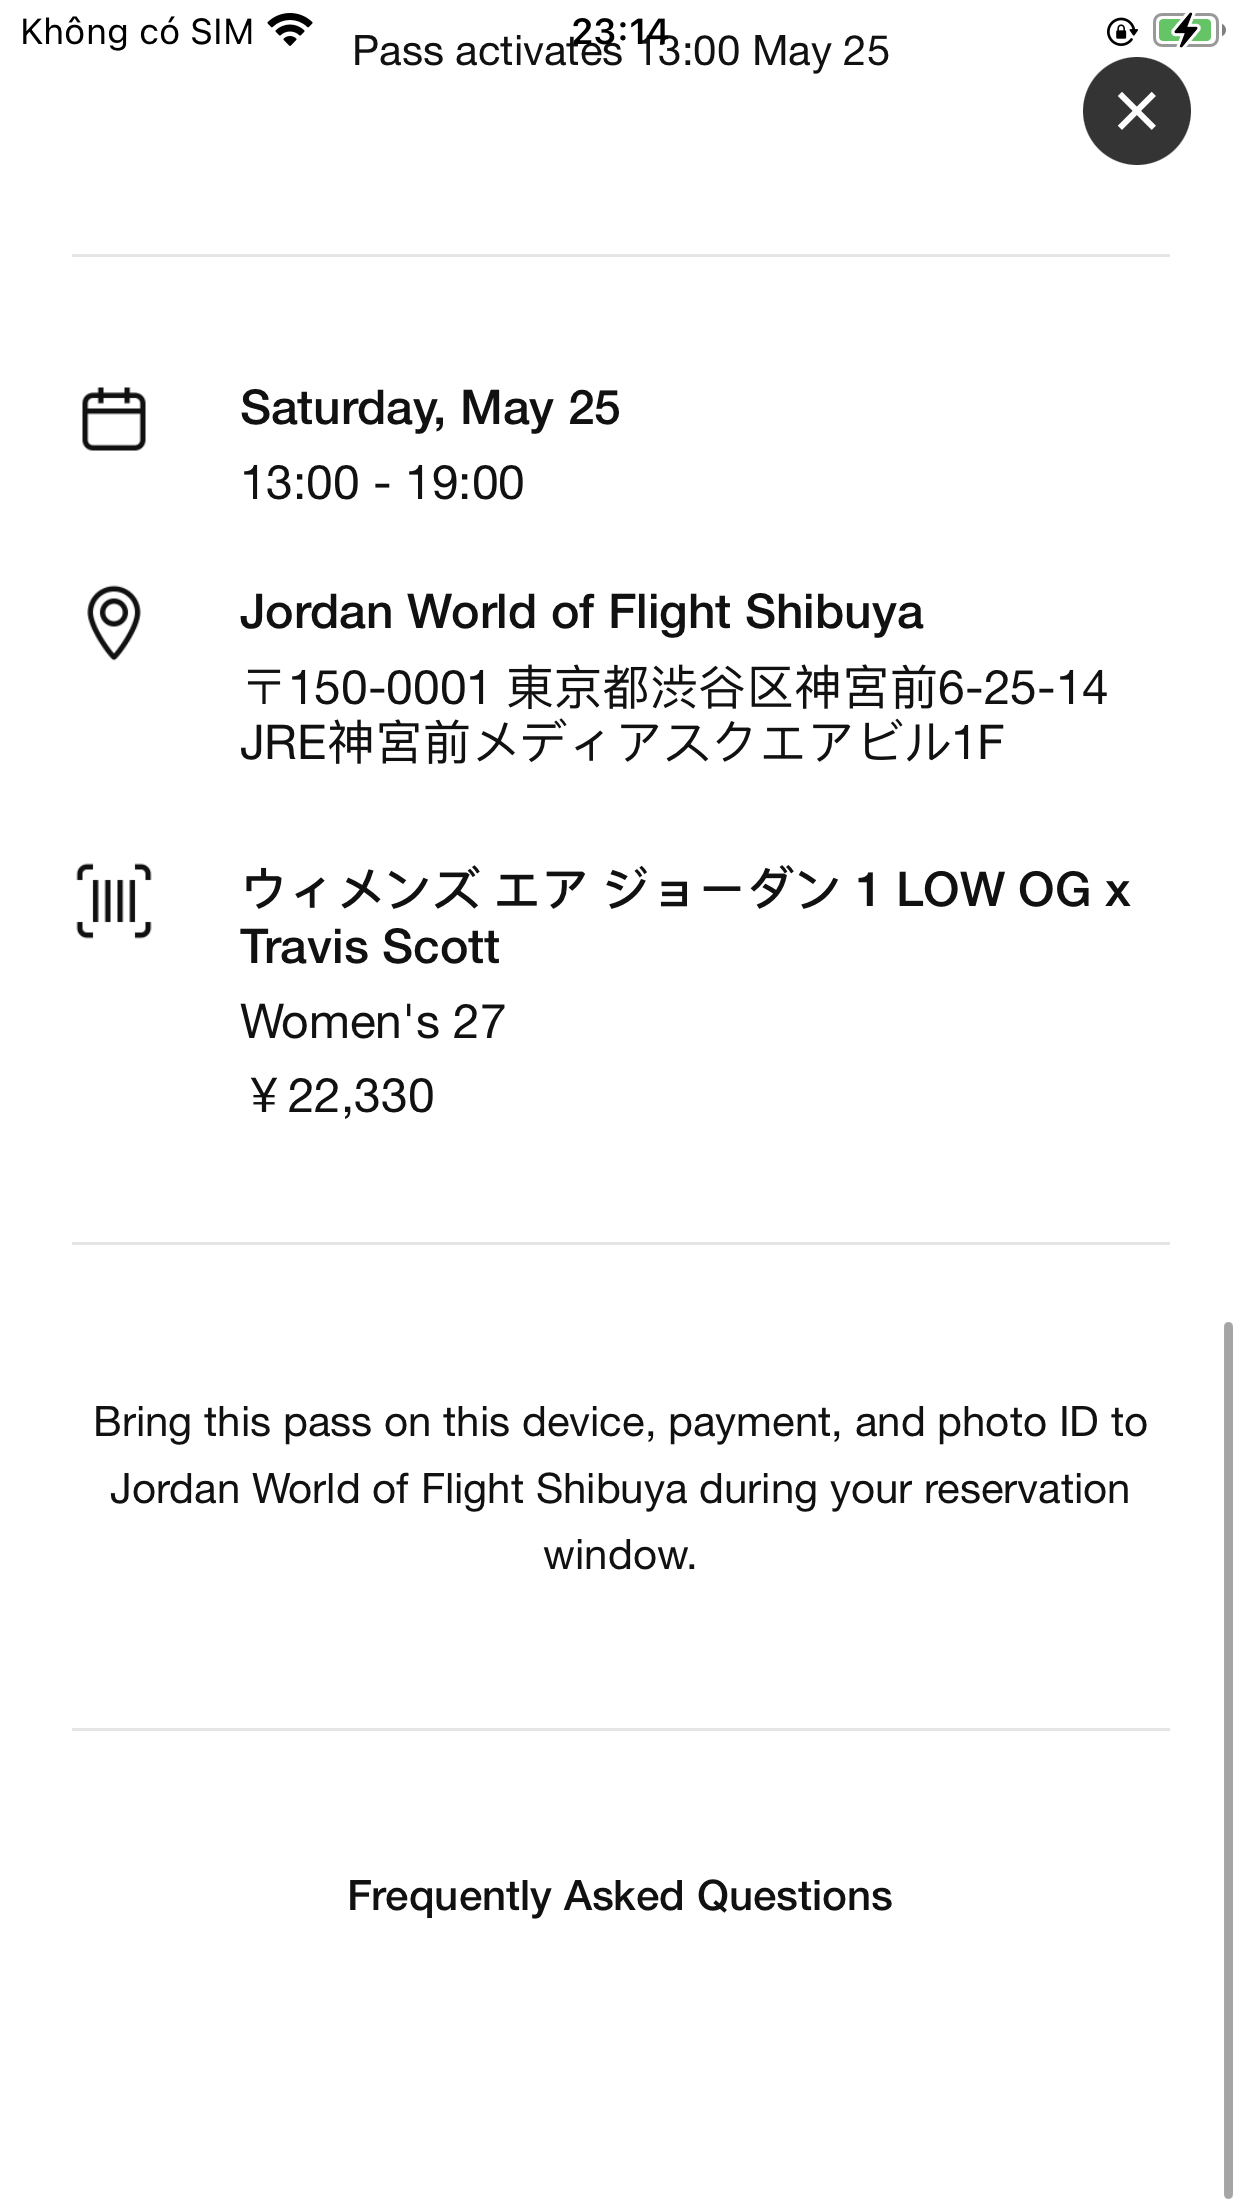 Không có SIM 23:14
Pass activates 13:00 May 25
Saturday, May 25
13:00 - 19:00
Jordan World of Flight Shibuya
〒150-0001 東京都渋谷区神宮前6-25-14
JRE神宮前メディアスクエアビル1F
ウィメンズ エア ジョーダン 1 LOW OG x
Travis Scott
Women's 27
￥22,330
Bring this pass on this device, payment, and photo ID to
Jordan World of Flight Shibuya during your reservation
window.
Frequently Asked Questions